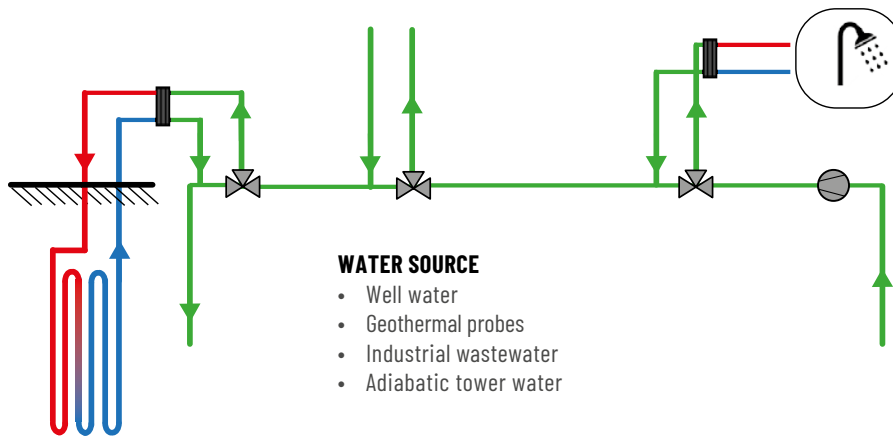 WATER SOURCE
• Well water
• Geothermal probes
• Industrial wastewater
• Adiabatic tower water